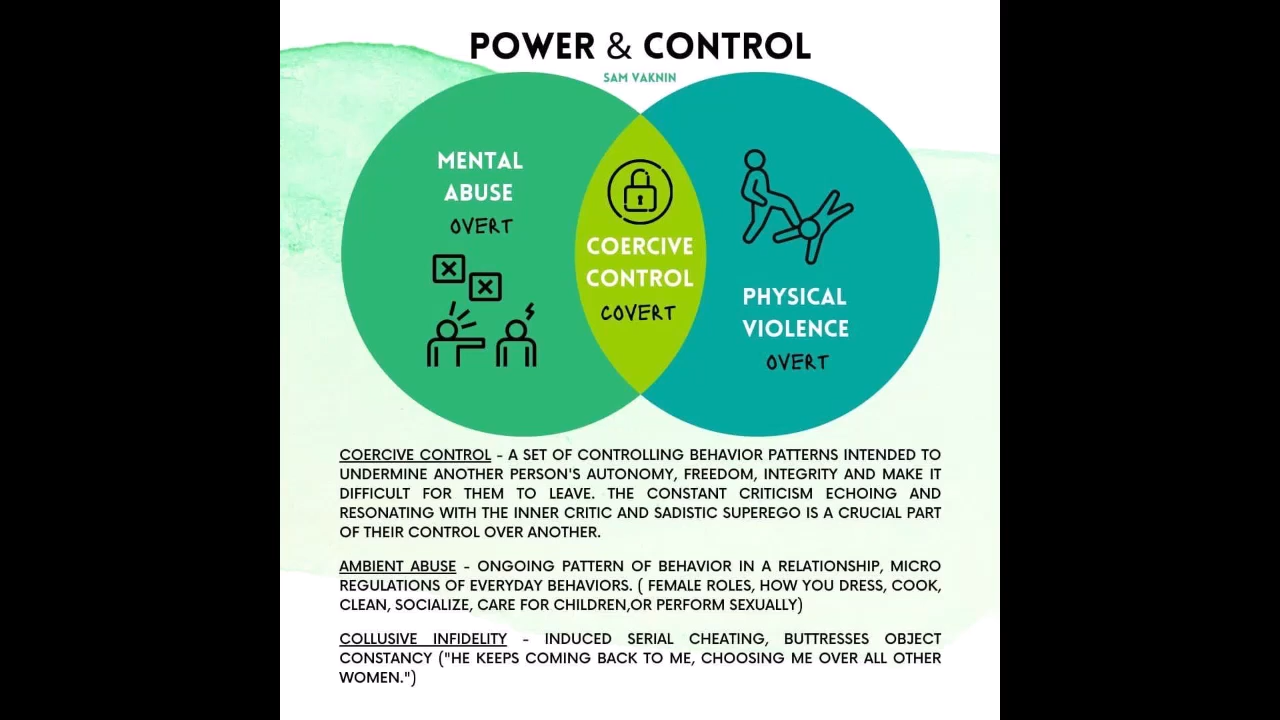 POWER & CONTROL
SAM VAKNIN
MENTAL
ABUSE
OVERT
COERCIVE
CONTROL
COVERT
PHYSICAL
VIOLENCE
OVERT
COERCIVE CONTROL - A SET OF CONTROLLING BEHAVIOR PATTERNS INTENDED TO
UNDERMINE ANOTHER PERSON'S AUTONOMY, FREEDOM, INTEGRITY AND MAKE IT
DIFFICULT FOR THEM TO LEAVE. THE CONSTANT CRITICISM ECHOING AND
RESONATING WITH THE INNER CRITIC AND SADISTIC SUPEREGO IS A CRUCIAL PART
OF THEIR CONTROL OVER ANOTHER.
AMBIENT ABUSE - ONGOING PATTERN OF BEHAVIOR IN A RELATIONSHIP, MICRO
REGULATIONS OF EVERYDAY BEHAVIORS. ( FEMALE ROLES, HOW YOU DRESS, COOK,
CLEAN, SOCIALIZE, CARE FOR CHILDREN,OR PERFORM SEXUALLY)
COLLUSIVE INFIDELITY - INDUCED SERIAL CHEATING, BUTTRESSES OBJECT
CONSTANCY ("HE KEEPS COMING BACK TO ME, CHOOSING ME OVER ALL OTHER
WOMEN.")